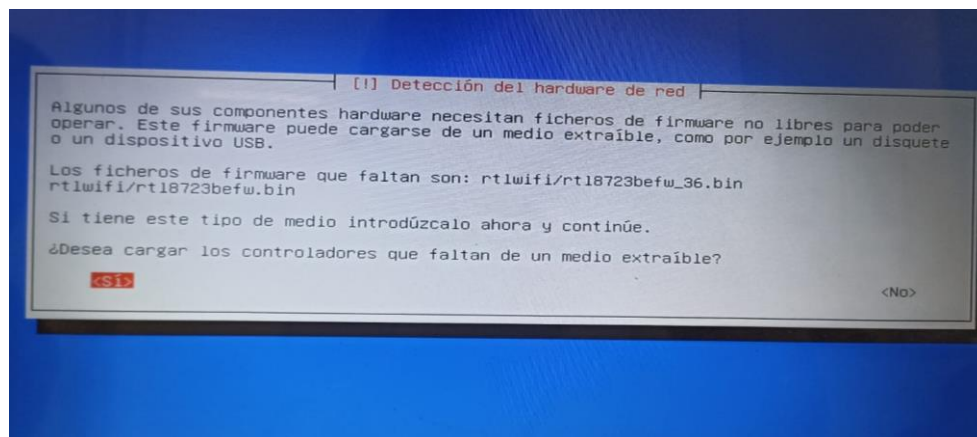 [!] Detección del hardware de red
Algunos de sus componentes hardware necesitan ficheros de firmware no libres para poder
operar. Este firmware puede cargarse de un medio extraíble, como por ejemplo un disquete
o un dispositivo USB.
Los ficheros de firmware que faltan son: rtlwifi/rtl8723befw_36.bin
rtlwifi/rtl8723befw.bin
Si tiene este tipo de medio introdúzcalo ahora y continúe.
¿Desea cargar los controladores que faltan de un medio extraíble?
<Sí> <No>